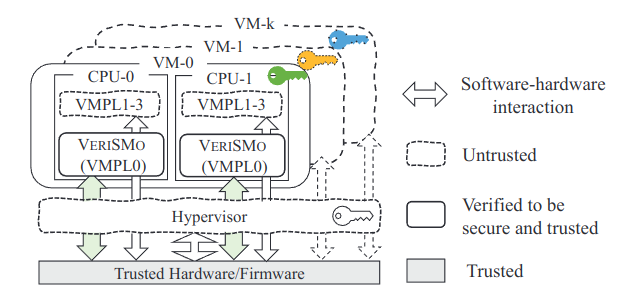 VM-k
VM-1
VM-0
CPU-0
CPU-1
VMPL1-3
VMPL1-3
VERISMO
(VMPL0)
VERISMO
(VMPL0)
Hypervisor
Trusted Hardware/Firmware
Software-hardware
interaction
Untrusted
Verified to be
secure and trusted
Trusted